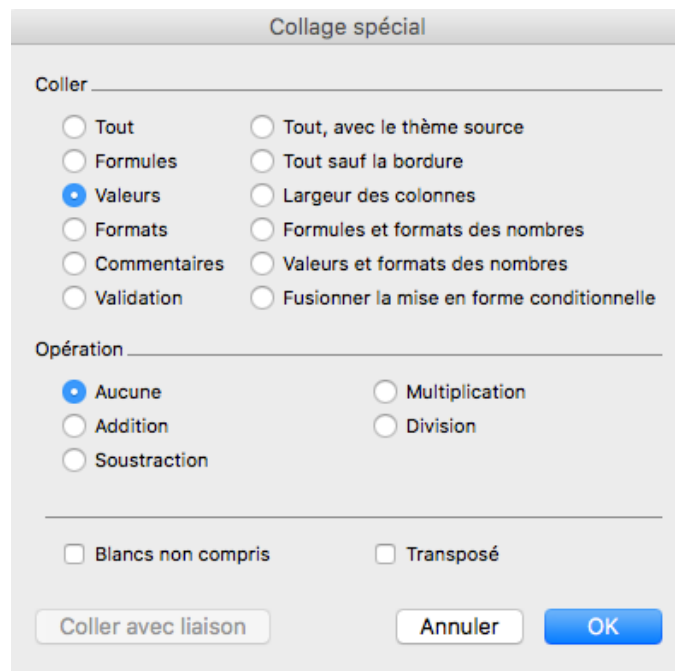 Collage spécial
Coller
Tout
Tout, avec le thème source
Formules
Tout sauf la bordure
Valeurs
Largeur des colonnes
Formats
Formules et formats des nombres
Commentaires
Valeurs et formats des nombres
Validation
Fusionner la mise en forme conditionnelle
Opération
Aucune
Multiplication
Addition
Division
Soustraction
Blancs non compris
Transposé
Coller avec liaison
Annuler
OK